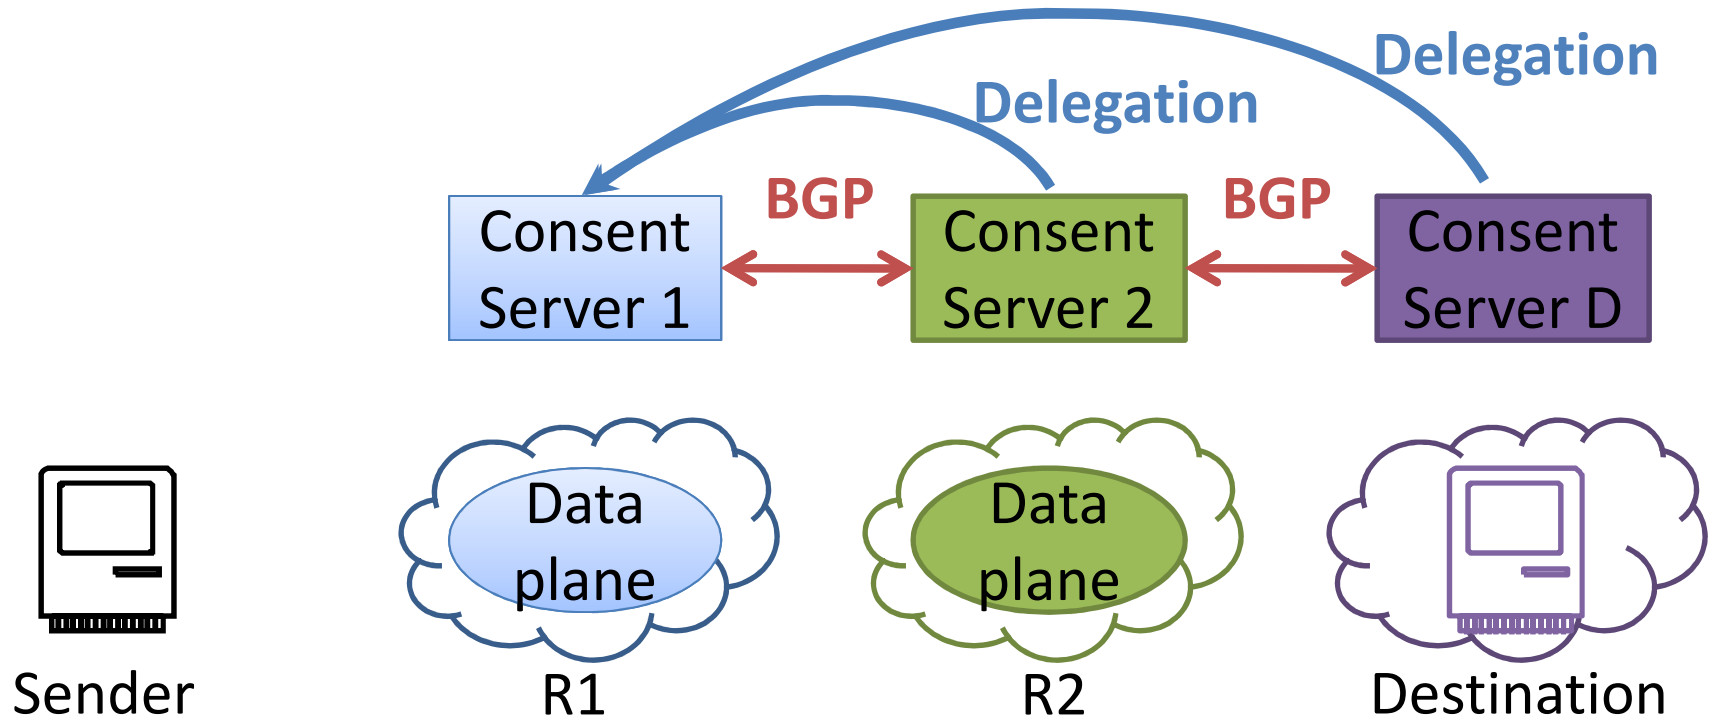 Delegation
Delegation
BGP
BGP
Consent
Server 1
Consent
Server 2
Consent
Server D
Data
plane
Data
plane
Sender
R1
R2
Destination